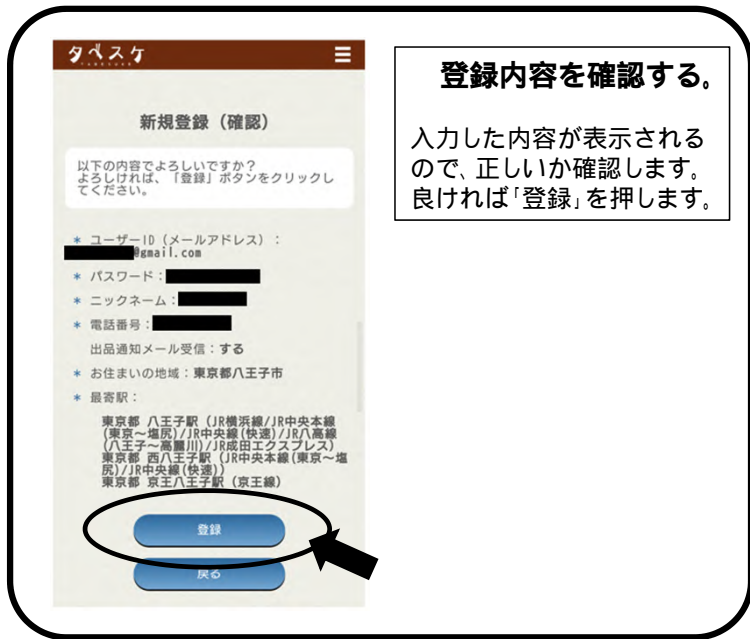 タベスケ
新規登録（確認）
以下の内容でよろしいですか？
よろしければ、「登録」ボタンをクリックし
てください。
* ユーザーID（メールアドレス）：
@gmail.com
* パスワード：
* ニックネーム：
* 電話番号：
出品通知メール受信：する
* お住まいの地域：東京都八王子市
* 最寄駅：
東京都 八王子駅（JR横浜線/JR中央本線
(東京～塩尻)/JR中央線(快速)/JR八高線
(八王子～高麗川)/JR成田エクスプレス）
東京都 西八王子駅（JR中央本線(東京～塩
尻)/JR中央線(快速)）
東京都 京王八王子駅（京王線）
登録
戻る
登録内容を確認する。
入力した内容が表示される
ので、正しいか確認します。
良ければ「登録」を押します。